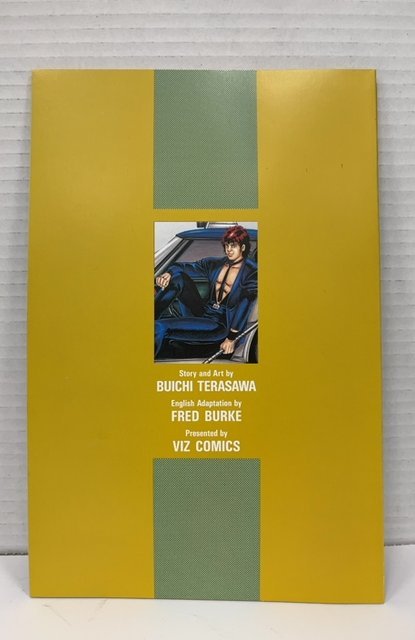 Story and Art by
BUICHI TERASAWA
English Adaptation by
FRED BURKE
Presented by
VIZ COMICS